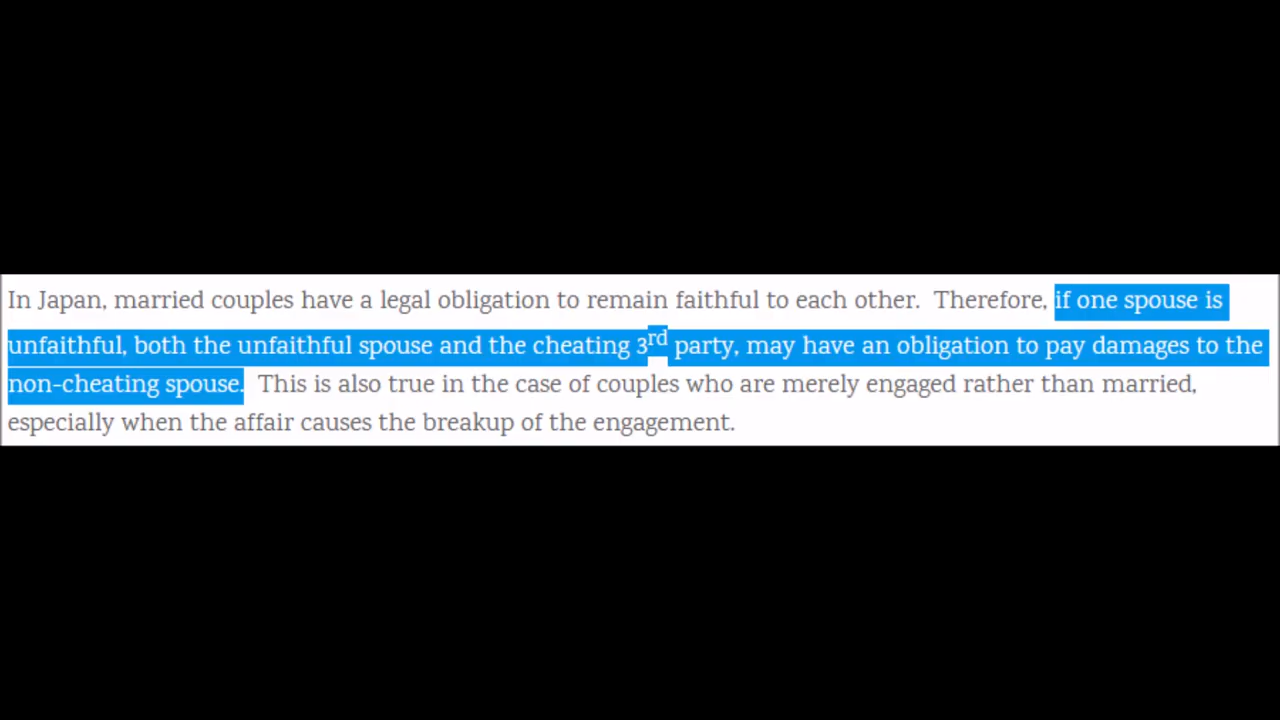 In Japan, married couples have a legal obligation to remain faithful to each other.  Therefore, if one spouse is
unfaithful, both the unfaithful spouse and the cheating 3rd party, may have an obligation to pay damages to the
non-cheating spouse.  This is also true in the case of couples who are merely engaged rather than married,
especially when the affair causes the breakup of the engagement.